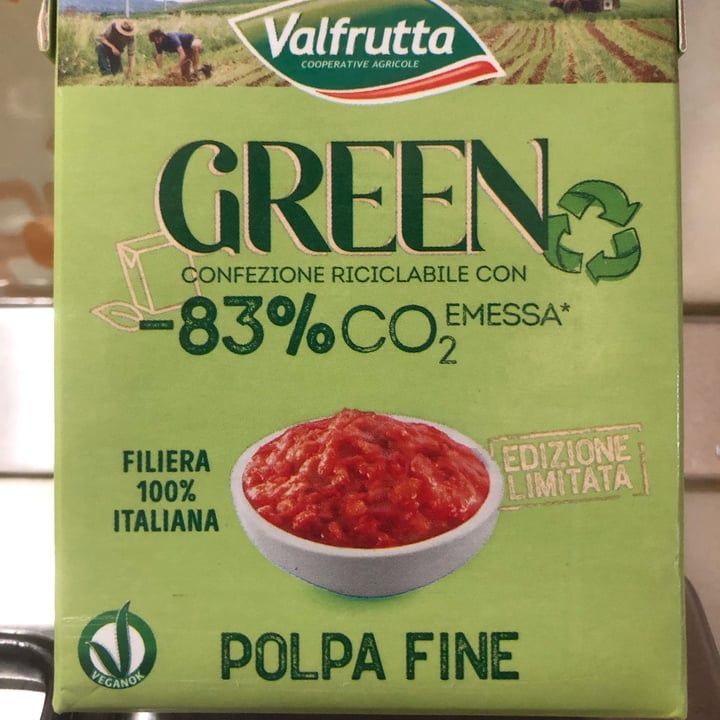 Valfrutta
COOPERATIVE AGRICOLE
GREEN
CONFEZIONE RICICLABILE CON
-83% CO2 EMESSA*
FILIERA
100%
ITALIANA
EDIZIONE
LIMITATA
VEGANOK
POLPA FINE